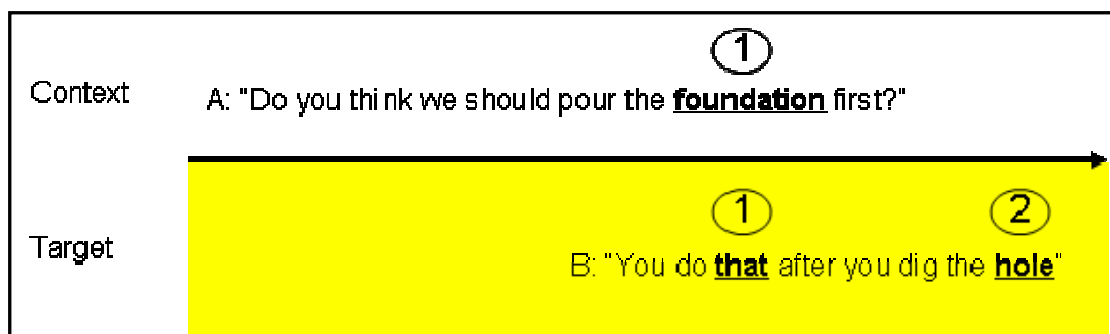 1
Context A: "Do you think we should pour the foundation first?"
1 2
Target B: "You do that after you dig the hole"